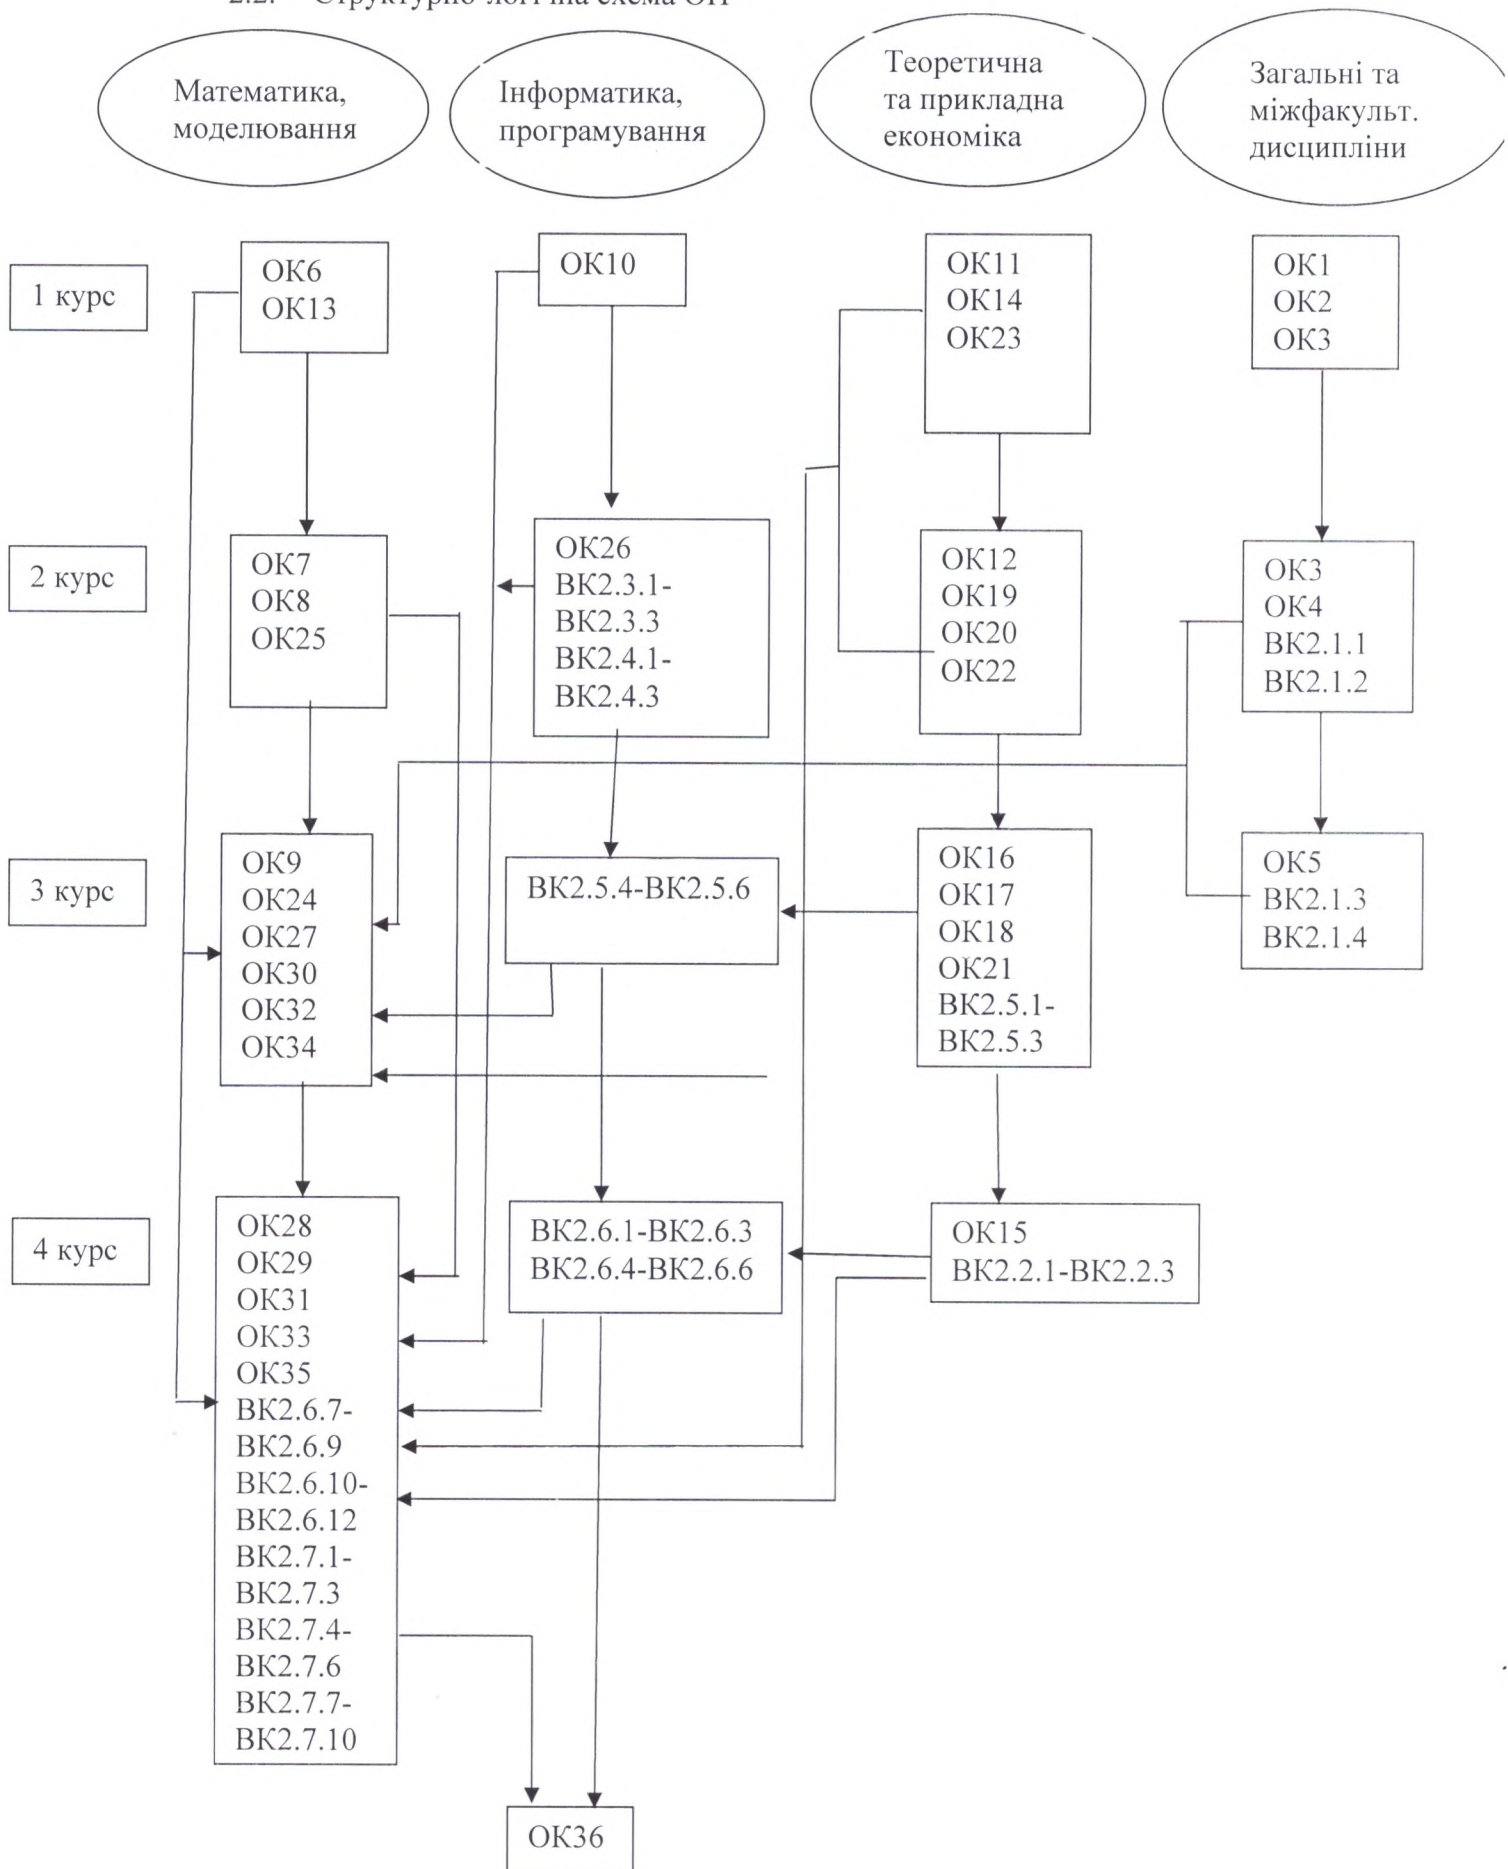 2.2. Структурно-логічна схема ОП
Математика,
моделювання
Інформатика,
програмування
Теоретична
та прикладна
економіка
Загальні та
міжфакульт.
дисципліни
1 курс
ОК6
ОК13
ОК10
ОК11
ОК14
ОК23
ОК1
ОК2
ОК3
2 курс
ОК7
ОК8
ОК25
ОК26
ВК2.3.1-
ВК2.3.3
ВК2.4.1-
ВК2.4.3
ОК12
ОК19
ОК20
ОК22
ОК3
ОК4
ВК2.1.1
ВК2.1.2
3 курс
ОК9
ОК24
ОК27
ОК30
ОК32
ОК34
ВК2.5.4-ВК2.5.6
ОК16
ОК17
ОК18
ОК21
ВК2.5.1-
ВК2.5.3
ОК5
ВК2.1.3
ВК2.1.4
4 курс
ОК28
ОК29
ОК31
ОК33
ОК35
ВК2.6.7-
ВК2.6.9
ВК2.6.10-
ВК2.6.12
ВК2.7.1-
ВК2.7.3
ВК2.7.4-
ВК2.7.6
ВК2.7.7-
ВК2.7.10
ВК2.6.1-ВК2.6.3
ВК2.6.4-ВК2.6.6
ОК15
ВК2.2.1-ВК2.2.3
ОК36